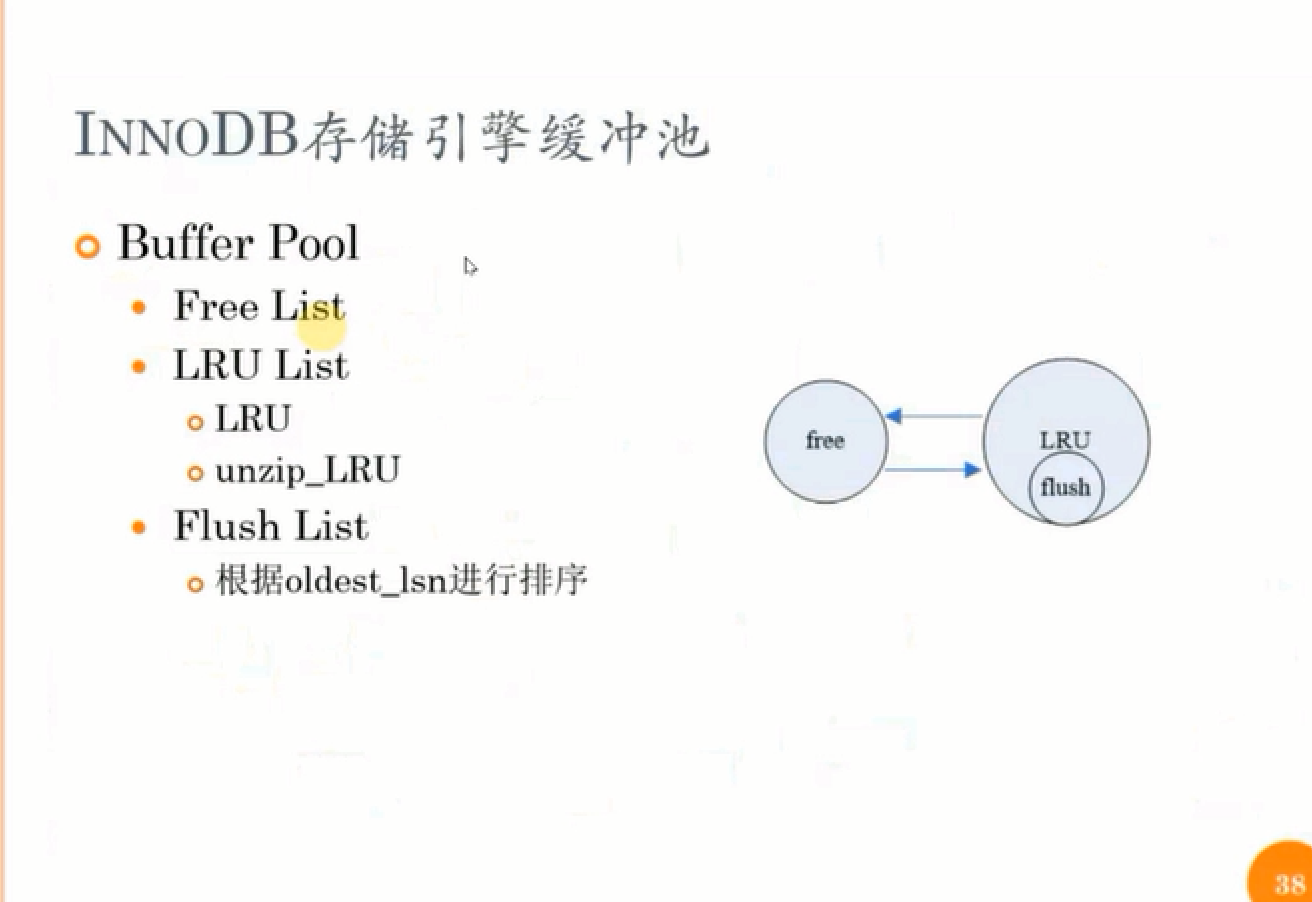 INNODB存储引擎缓冲池
Buffer Pool
Free List
LRU List
LRU
unzip_LRU
Flush List
根据oldest_lsn进行排序
free
LRU
flush
38